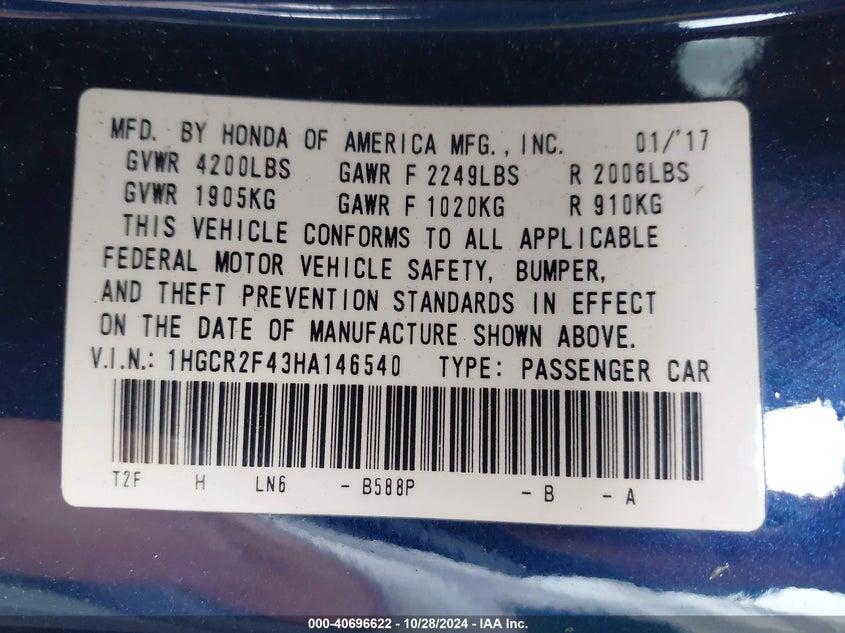 MFD. BY HONDA OF AMERICA MFG., INC. 01/'17
GVWR 4200LBS GAWR F 2249LBS R 2006LBS
GVWR 1905KG GAWR F 1020KG R 910KG
THIS VEHICLE CONFORMS TO ALL APPLICABLE
FEDERAL MOTOR VEHICLE SAFETY, BUMPER,
AND THEFT PREVENTION STANDARDS IN EFFECT
ON THE DATE OF MANUFACTURE SHOWN ABOVE.
V.I.N.: 1HGCR2F43HA146540 TYPE: PASSENGER CAR
T2F H LN6 - B588P - B - A
000-40696622 - 10/28/2024 - IAA Inc.